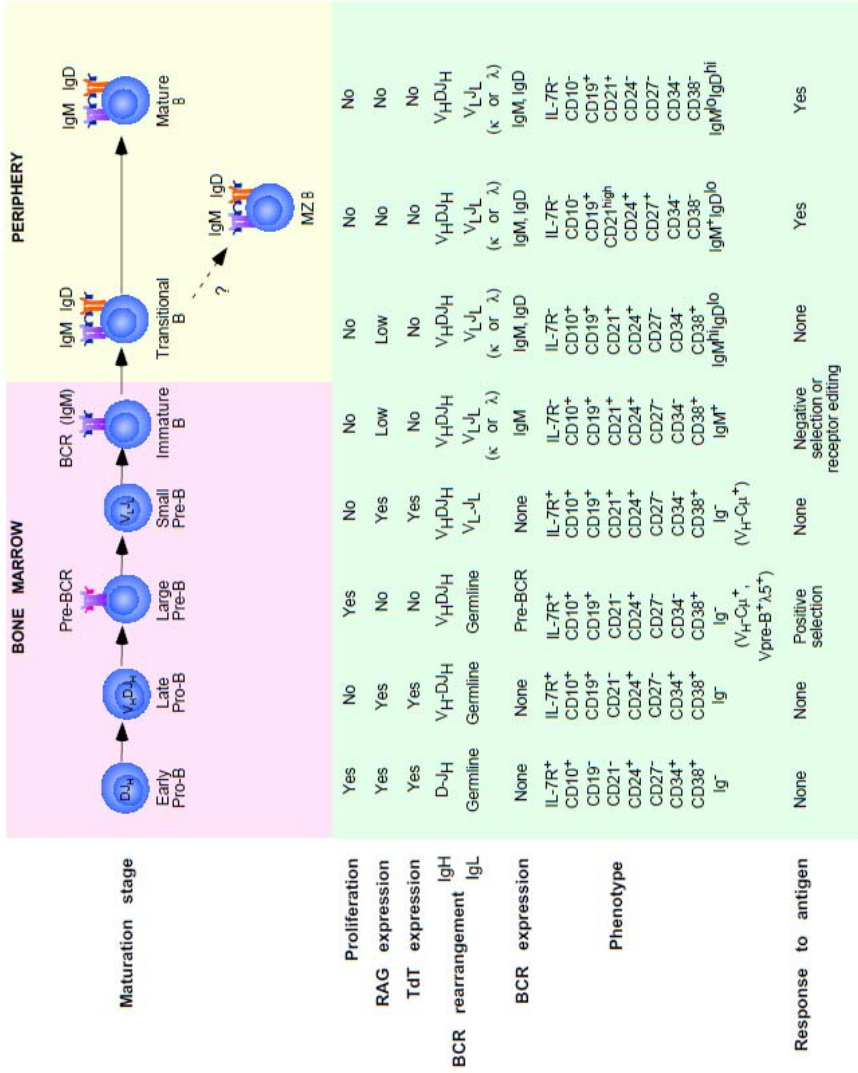 BONE MARROW PERIPHERY
Pre-BCR BCR (IgM) IgM IgD IgM IgD
DJH VHDJH VLJL
Maturation stage
Early Pro-B
Late Pro-B
Large Pre-B
Small Pre-B
Immature B
Transitional B
Mature B
?
IgM IgD
MZ B
Proliferation Yes No Yes No No No No No
RAG expression Yes Yes No Yes Low Low No No
TdT expression Yes Yes No Yes No No No No
BCR rearrangement IgH D-JH VH-DJH VHDJH VHDJH VHDJH VHDJH VHDJH VHDJH
IgL Germline Germline Germline VL-JL VLJL VLJL VLJL VLJL
(κ or λ) (κ or λ) (κ or λ) (κ or λ)
BCR expression None None Pre-BCR None IgM IgM, IgD IgM, IgD IgM, IgD
Phenotype
IL-7R+ IL-7R+ IL-7R+ IL-7R+ IL-7R- IL-7R- IL-7R- IL-7R-
CD10+ CD10+ CD10+ CD10+ CD10+ CD10+ CD10- CD10-
CD19- CD19+ CD19+ CD19+ CD19+ CD19+ CD19+ CD19+
CD21- CD21- CD21- CD21+ CD21+ CD21+ CD21high CD21+
CD24+ CD24+ CD24+ CD24+ CD24+ CD24+ CD24+ CD24-
CD27- CD27- CD27- CD27- CD27- CD27- CD27+ CD27-
CD34+ CD34+ CD34- CD34- CD34- CD34- CD34- CD34-
CD38+ CD38+ CD38+ CD38+ CD38+ CD38+ CD38- CD38-
Ig- Ig- Ig- Ig- IgM+ IgMhiIgDlo IgM+IgDlo IgMloIgDhi
(VH-Cμ+, (VH-Cμ+)
Vpre-B+λ5+)
Response to antigen None None Positive selection None Negative selection or receptor editing None Yes Yes